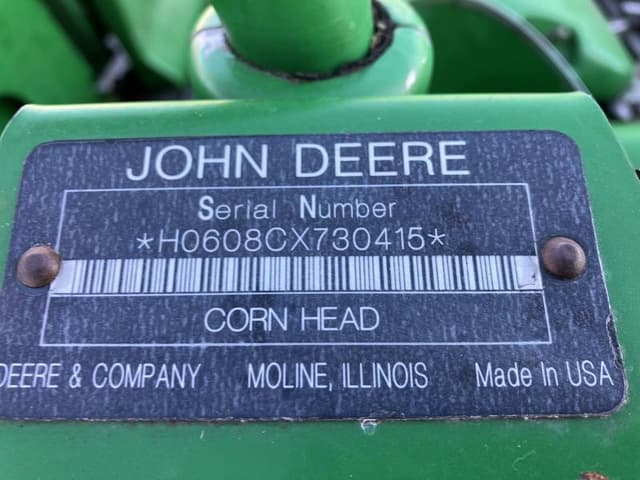 JOHN DEERE
Serial Number
*H0608CX730415*
CORN HEAD
DEERE & COMPANY MOLINE, ILLINOIS Made In USA